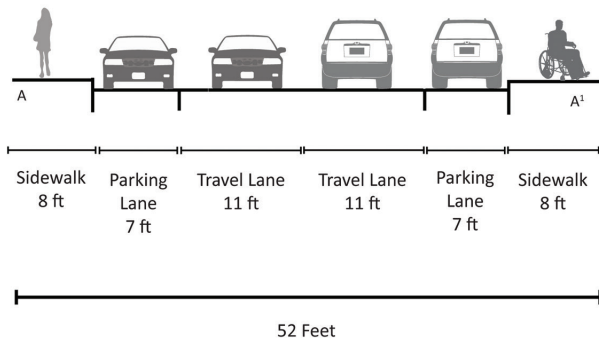 A
A¹
Sidewalk
8 ft
Parking
Lane
7 ft
Travel Lane
11 ft
Travel Lane
11 ft
Parking
Lane
7 ft
Sidewalk
8 ft
52 Feet